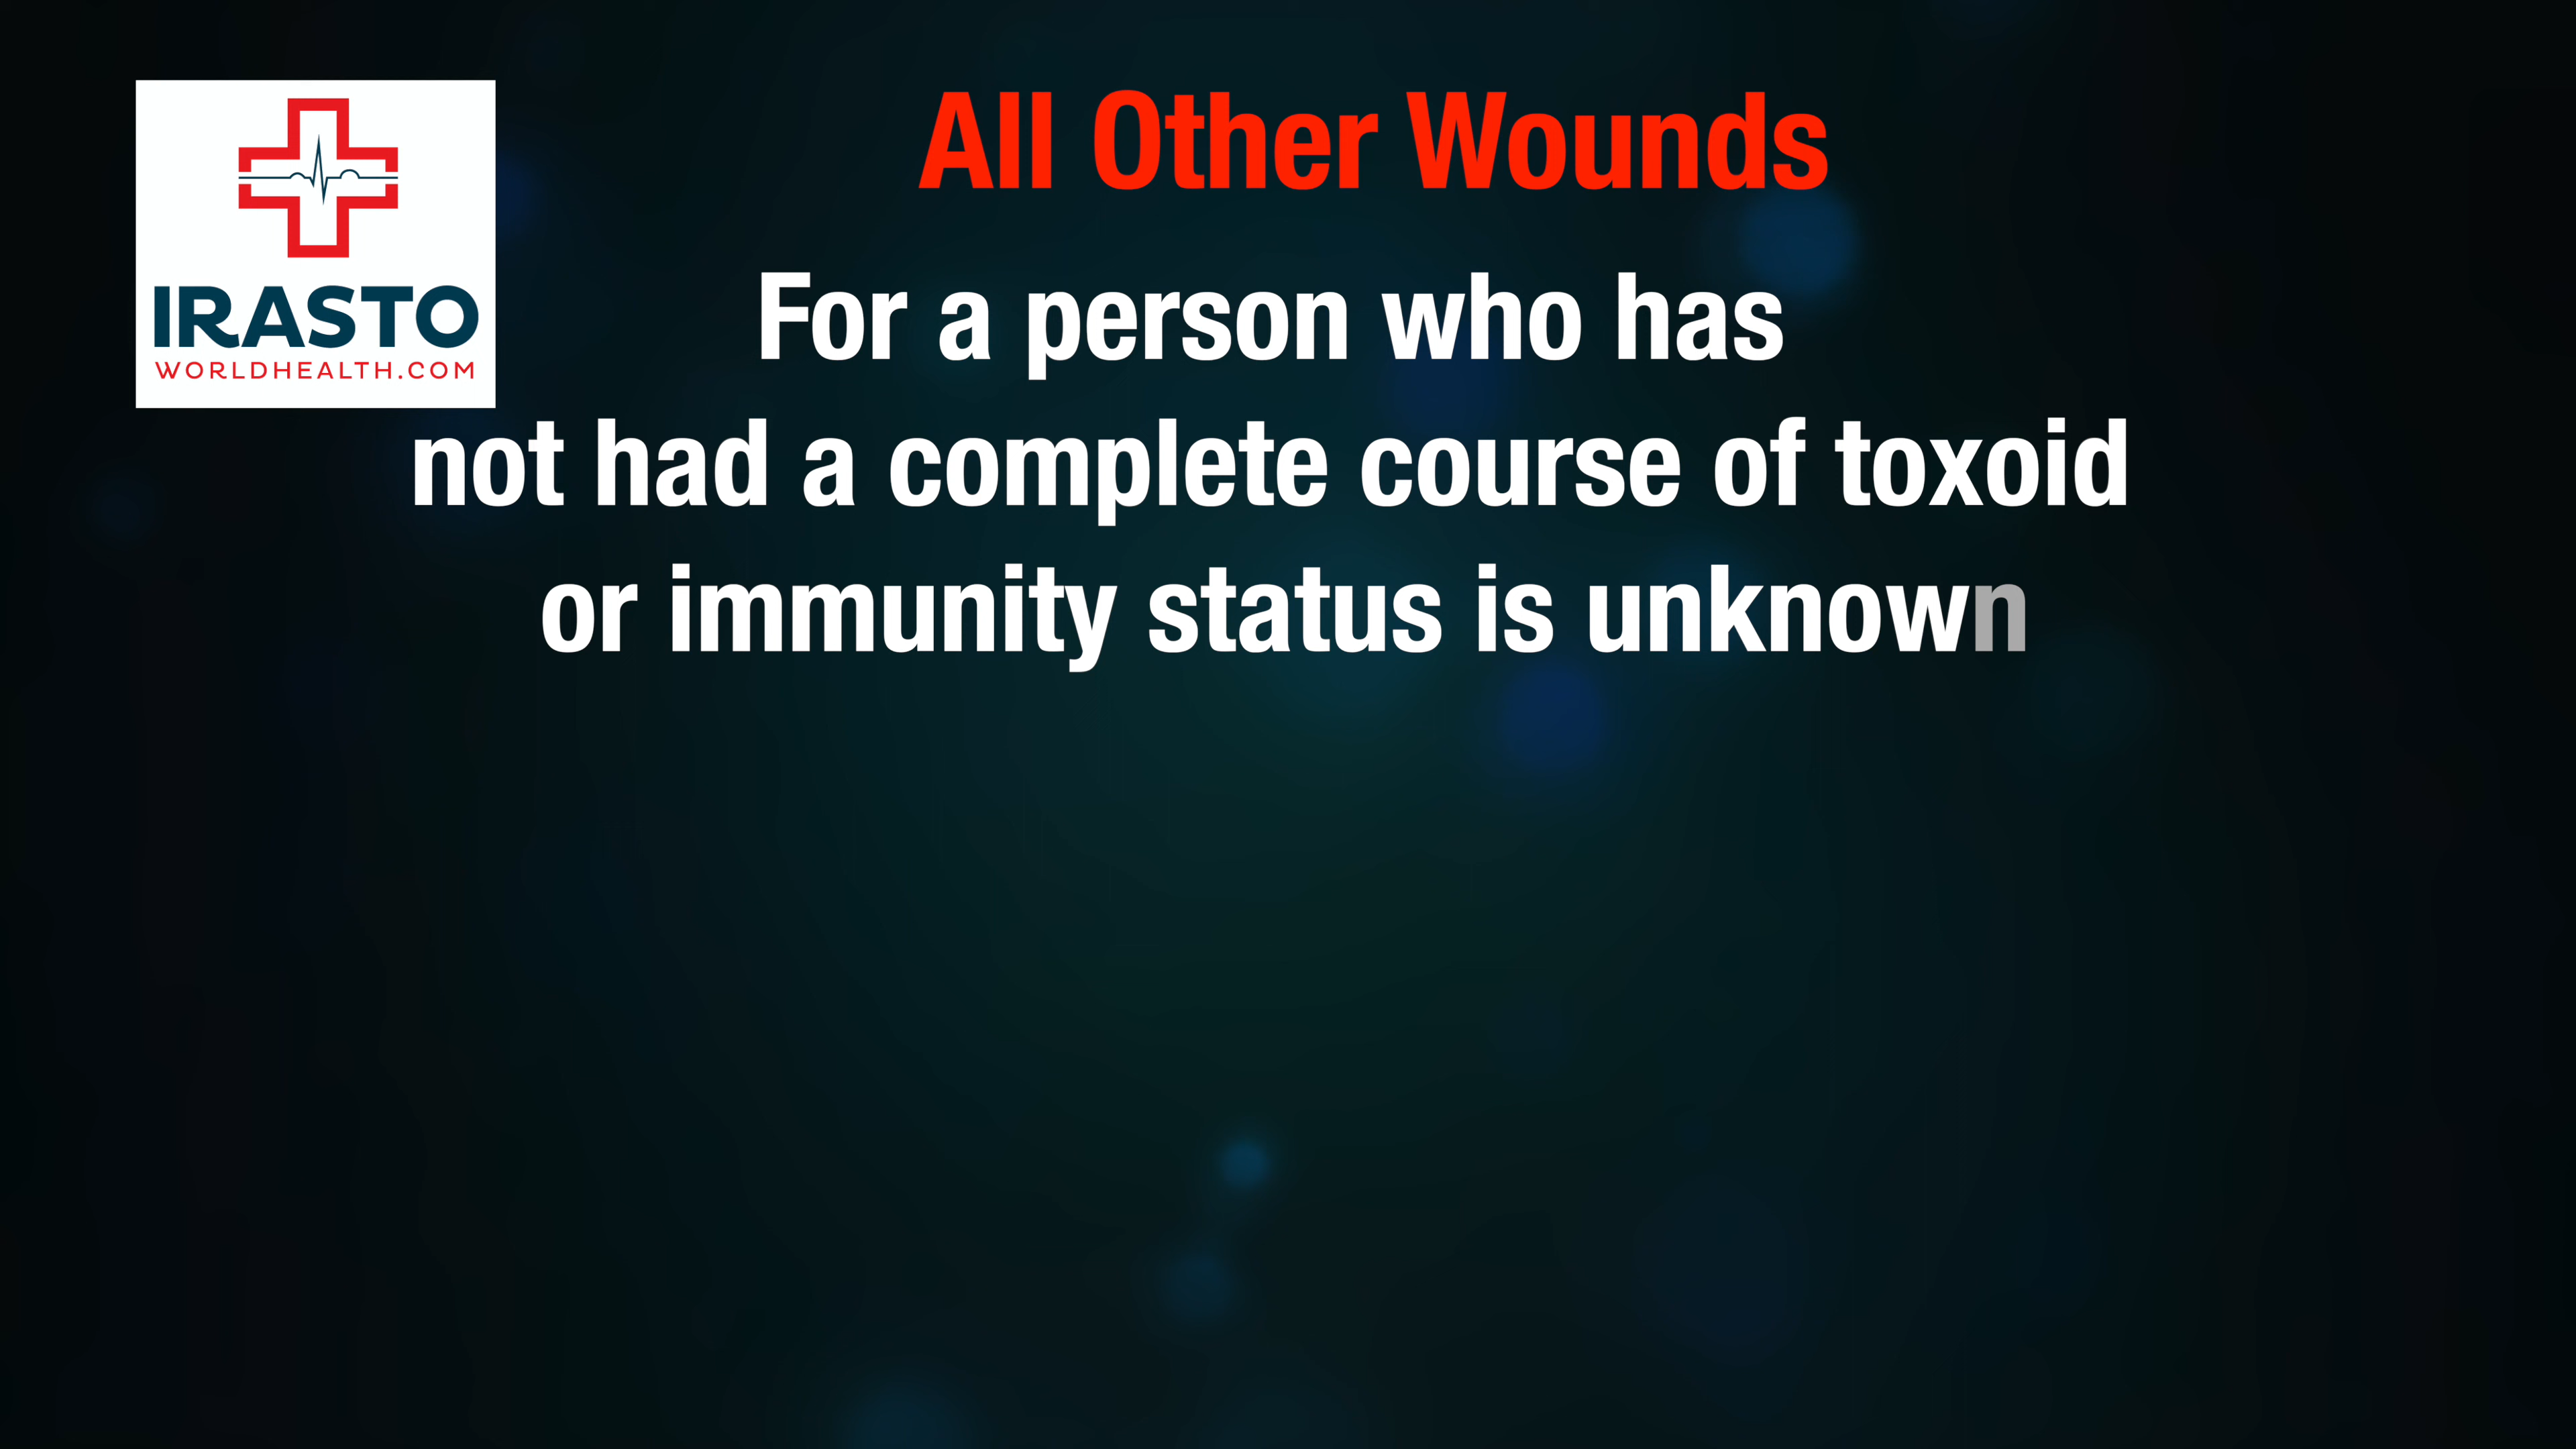 IRASTO
WORLDHEALTH.COM
All Other Wounds
For a person who has
not had a complete course of toxoid
or immunity status is unknown